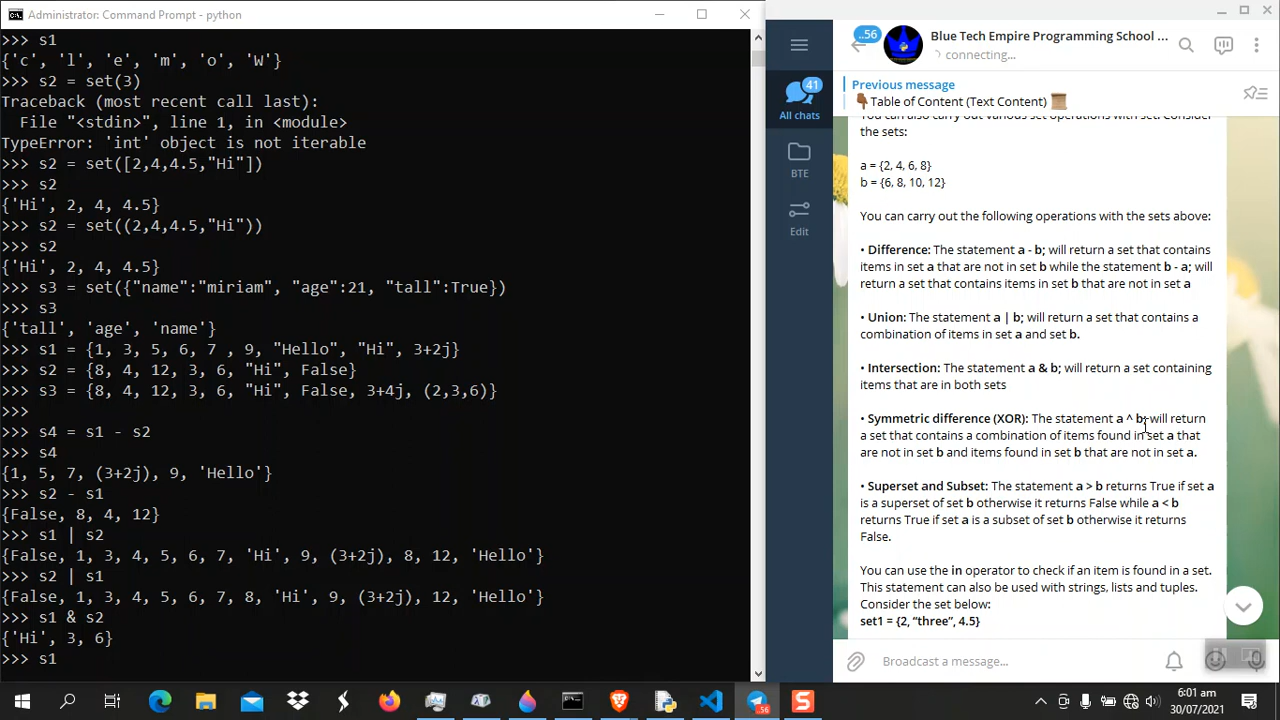 Administrator: Command Prompt - python
>>> s1
{'c', 'l', 'e', 'm', 'o', 'W'}
>>> s2 = set(3)
Traceback (most recent call last):
  File "<stdin>", line 1, in <module>
TypeError: 'int' object is not iterable
>>> s2 = set([2,4,4.5,"Hi"])
>>> s2
{'Hi', 2, 4, 4.5}
>>> s2 = set((2,4,4.5,"Hi"))
>>> s2
{'Hi', 2, 4, 4.5}
>>> s3 = set({"name":"miriam", "age":21, "tall":True})
>>> s3
{'tall', 'age', 'name'}
>>> s1 = {1, 3, 5, 6, 7 , 9, "Hello", "Hi", 3+2j}
>>> s2 = {8, 4, 12, 3, 6, "Hi", False}
>>> s3 = {8, 4, 12, 3, 6, "Hi", False, 3+4j, (2,3,6)}
>>>
>>> s4 = s1 - s2
>>> s4
{1, 5, 7, (3+2j), 9, 'Hello'}
>>> s2 - s1
{False, 8, 4, 12}
>>> s1 | s2
{False, 1, 3, 4, 5, 6, 7, 'Hi', 9, (3+2j), 8, 12, 'Hello'}
>>> s2 | s1
{False, 1, 3, 4, 5, 6, 7, 8, 'Hi', 9, (3+2j), 12, 'Hello'}
>>> s1 & s2
{'Hi', 3, 6}
>>> s1
41
All chats
BTE
Edit
..56
Blue Tech Empire Programming School ...
connecting...
Previous message
Table of Content (Text Content)
You can also carry out various set operations with set. Consider
the sets:
a = {2, 4, 6, 8}
b = {6, 8, 10, 12}
You can carry out the following operations with the sets above:
• Difference: The statement a - b; will return a set that contains
items in set a that are not in set b while the statement b - a; will
return a set that contains items in set b that are not in set a
• Union: The statement a | b; will return a set that contains a
combination of items in set a and set b.
• Intersection: The statement a & b; will return a set containing
items that are in both sets
• Symmetric difference (XOR): The statement a ^ b; will return
a set that contains a combination of items found in set a that
are not in set b and items found in set b that are not in set a.
• Superset and Subset: The statement a > b returns True if set a
is a superset of set b otherwise it returns False while a < b
returns True if set a is a subset of set b otherwise it returns
False.
You can use the in operator to check if an item is found in a set.
This statement can also be used with strings, lists and tuples.
Consider the set below:
set1 = {2, “three”, 4.5}
Broadcast a message...
56
6:01 am
30/07/2021